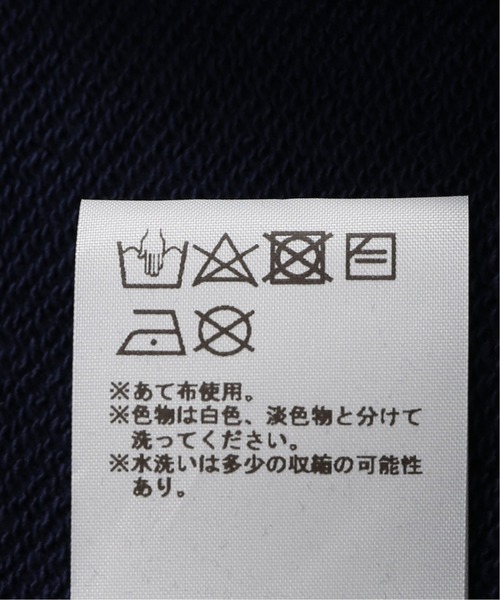 ※あて布使用。
※色物は白色、淡色物と分けて
洗ってください。
※水洗いは多少の収縮の可能性
あり。